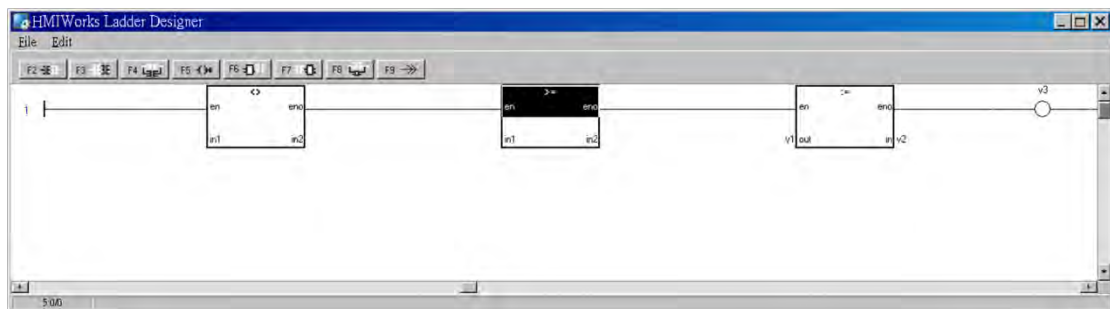 HMIWorks Ladder Designer
File Edit
F2 F3 F4 F5 F6 F7 F8 F9
<> >= := v3
en eno en eno en eno
1
in1 in2 in1 in2 v1 out in v2
5:0/0